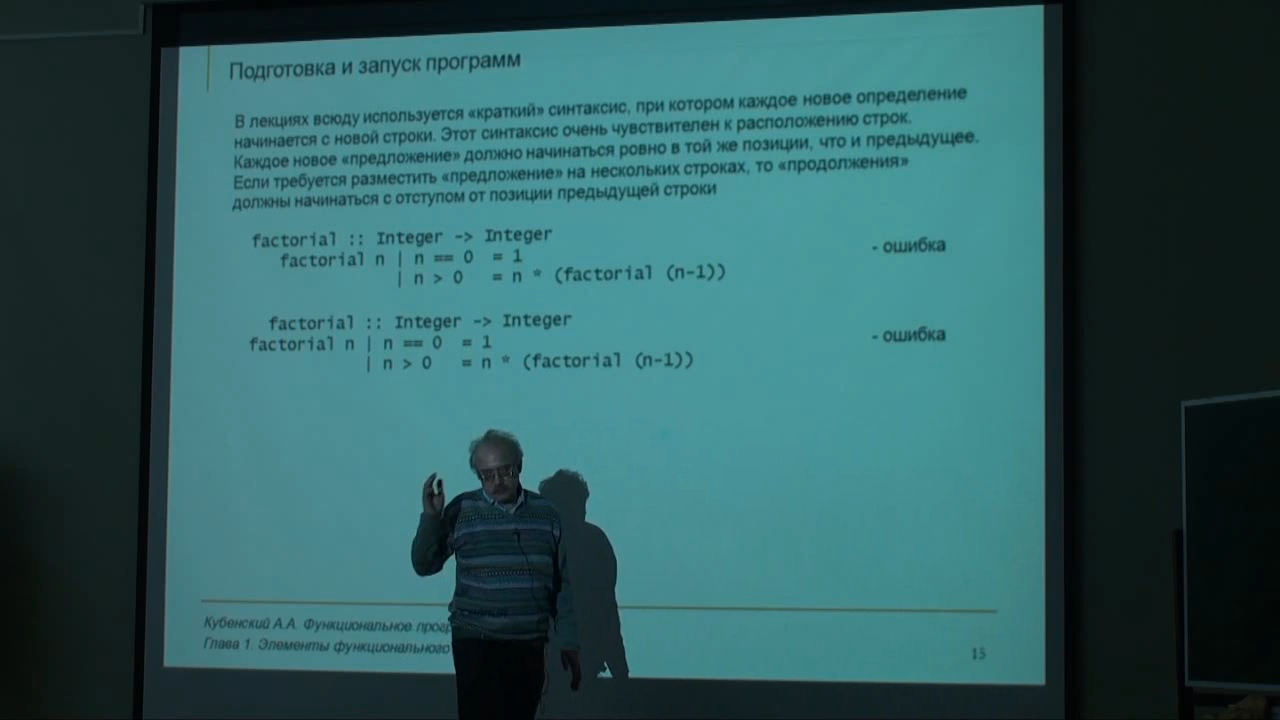 Подготовка и запуск программ
В лекциях всюду используется «краткий» синтаксис, при котором каждое новое определение
начинается с новой строки. Этот синтаксис очень чувствителен к расположению строк.
Каждое новое «предложение» должно начинаться ровно в той же позиции, что и предыдущее.
Если требуется разместить «предложение» на нескольких строках, то «продолжения»
должны начинаться с отступом от позиции предыдущей строки
factorial :: Integer -> Integer
factorial n | n == 0 = 1
| n > 0 = n * (factorial (n-1))
- ошибка
factorial :: Integer -> Integer
factorial n | n == 0 = 1
| n > 0 = n * (factorial (n-1))
- ошибка
Кубенский А.А. Функциональное
Глава 1. Элементы функционального
15